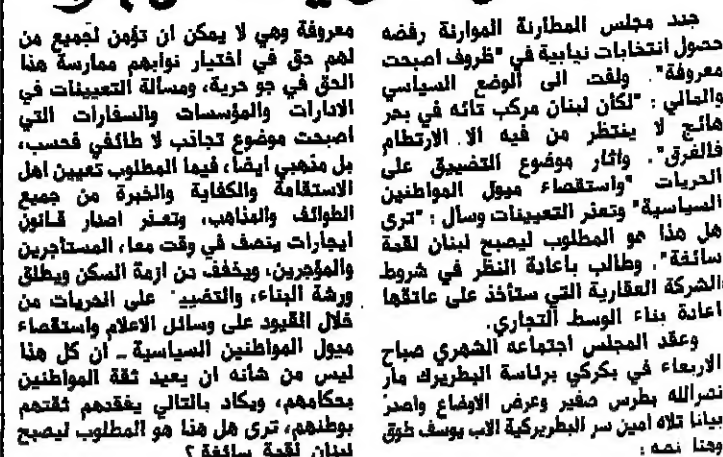 جدد مجلس المطارنة الموارنة رفضه
حصول انتخابات نيابية في "ظروف اصبحت
معروفة". ولفت الى الوضع السياسي
والمالي : "لكأن لبنان مركب تائه في بحر
هائج لا ينتظر من فيه الا الارتطام
فالغرق". واثار موضوع التضييق على
الحريات "واستقصاء ميول المواطنين
السياسية" وتعذر التعيينات وسأل : "ترى
هل هذا هو المطلوب ليصبح لبنان لقمة
سائغة". وطالب باعادة النظر في شروط
الشركة العقارية التي ستأخذ على عاتقها
اعادة بناء الوسط التجاري.
وعقد المجلس اجتماعه الشهري صباح
الاربعاء في بكركي برئاسة البطريرك مار
نصرالله بطرس صفير وعرض الاوضاع واصدر
بيانا تلاه امين سر البطريركية الاب يوسف طوق
وهنا نصه :
معروفة وهي لا يمكن ان تؤمن لجميع من
لهم حق في اختيار نوابهم ممارسة هذا
الحق في جو حرية، ومسألة التعيينات في
الادارات والمؤسسات والسفارات التي
اصبحت موضوع تجاذب لا طائفي فحسب،
بل مذهبي ايضا، فيما المطلوب تعيين اهل
الاستقامة والكفاية والخبرة من جميع
الطوائف والمذاهب، وتعذر اصدار قانون
ايجارات ينصف في وقت معا، المستأجرين
والمؤجرين، ويخفف من ازمة السكن ويطلق
ورشة البناء، والتضيي على الحريات من
خلال القيود على وسائل الاعلام واستقصاء
ميول المواطنين السياسية ـ ان كل هذا
ليس من شأنه ان يعيد ثقة المواطنين
بحكامهم، ويكاد بالتالي يفقدهم ثقتهم
بوطنهم، ترى هل هذا هو المطلوب ليصبح
لبنان لقمة سائغة ؟